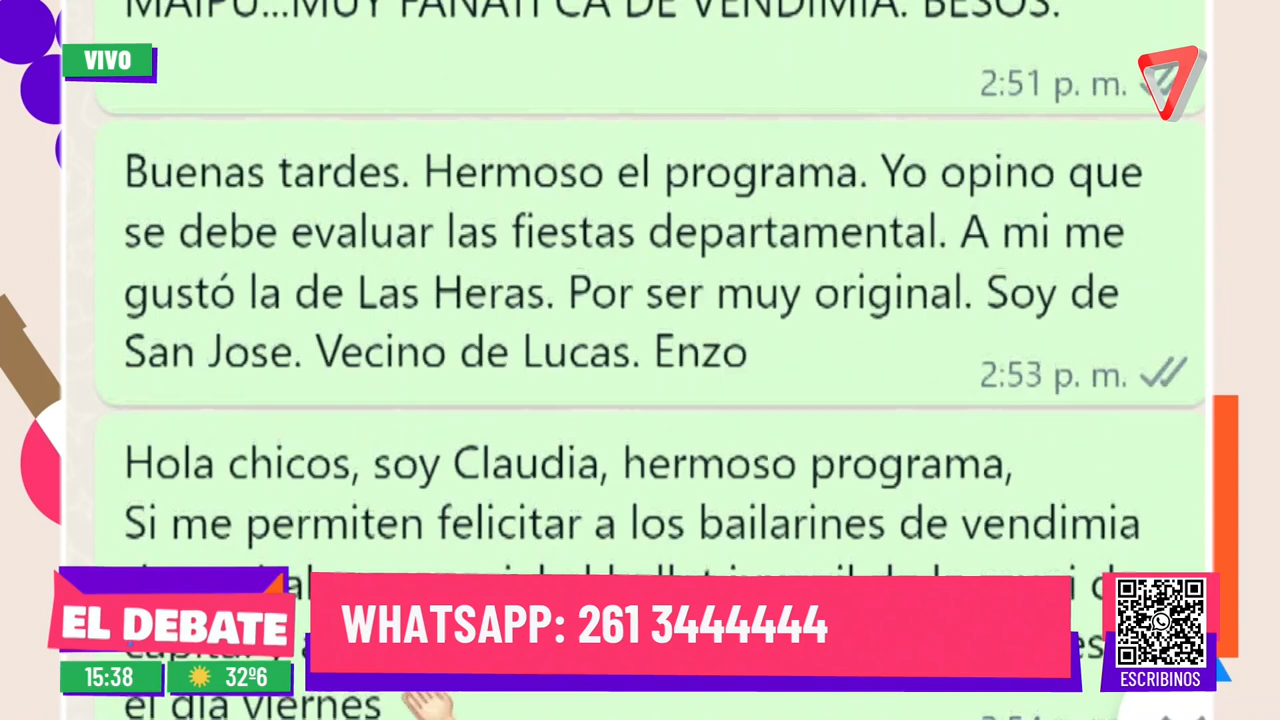 MAIPÚ...MUY FANATI CA DE VENDIMIA. BESOS.
VIVO
2:51 p. m.
Buenas tardes. Hermoso el programa. Yo opino que
se debe evaluar las fiestas departamental. A mi me
gustó la de Las Heras. Por ser muy original. Soy de
San Jose. Vecino de Lucas. Enzo
2:53 p. m.
Hola chicos, soy Claudia, hermoso programa,
Si me permiten felicitar a los bailarines de vendimia
EL DEBATE
WHATSAPP: 261 3444444
15:38
32º6
ESCRIBINOS
el día viernes